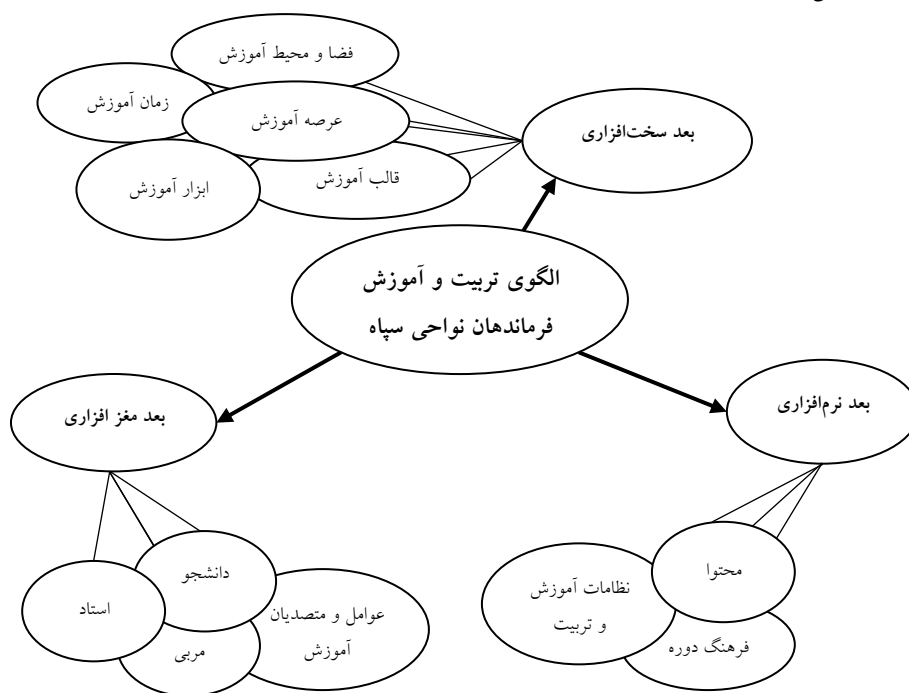 فضا و محیط آموزش
زمان آموزش
عرصه آموزش
قالب آموزش
ابزار آموزش
بعد سخت‌افزاری
الگوی تربیت و آموزش
فرماندهان نواحی سپاه
بعد نرم‌افزاری
بعد مغز افزاری
محتوا
نظامات آموزش
و تربیت
فرهنگ دوره
دانشجو
استاد
عوامل و متصدیان
آموزش
مربی